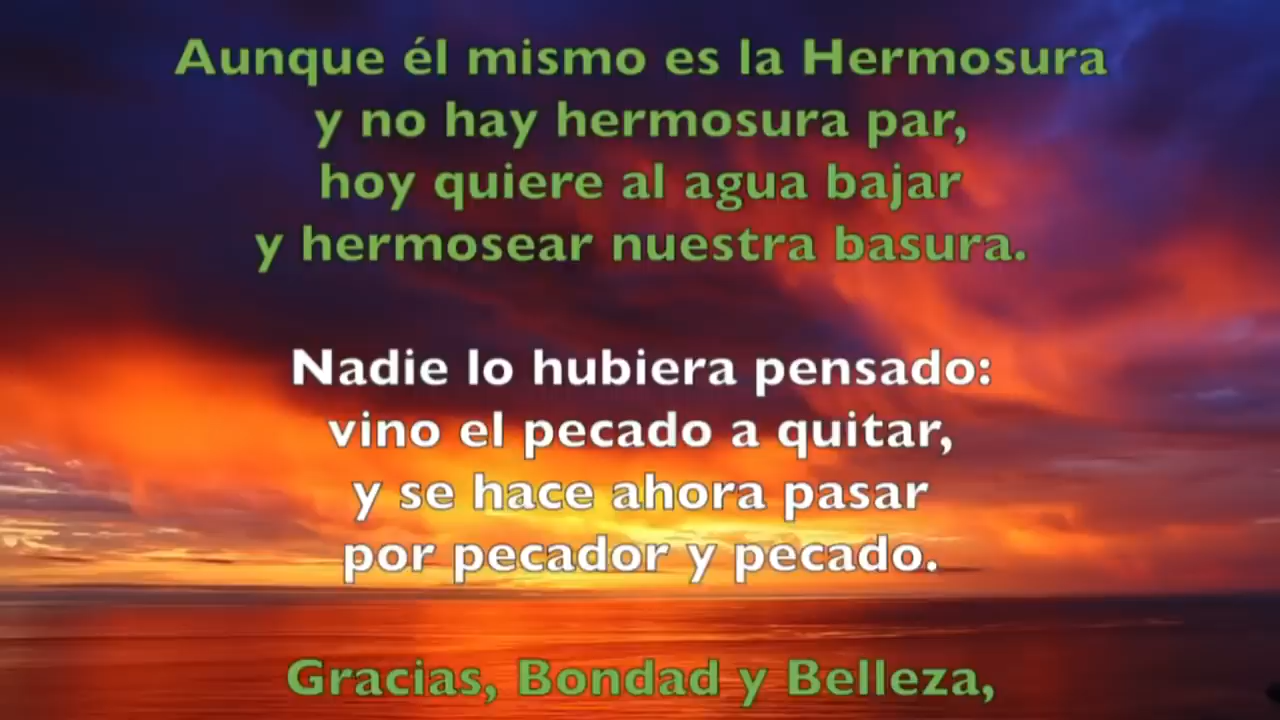 Aunque él mismo es la Hermosura
y no hay hermosura par,
hoy quiere al agua bajar
y hermosear nuestra basura.
Nadie lo hubiera pensado:
vino el pecado a quitar,
y se hace ahora pasar
por pecador y pecado.
Gracias, Bondad y Belleza,